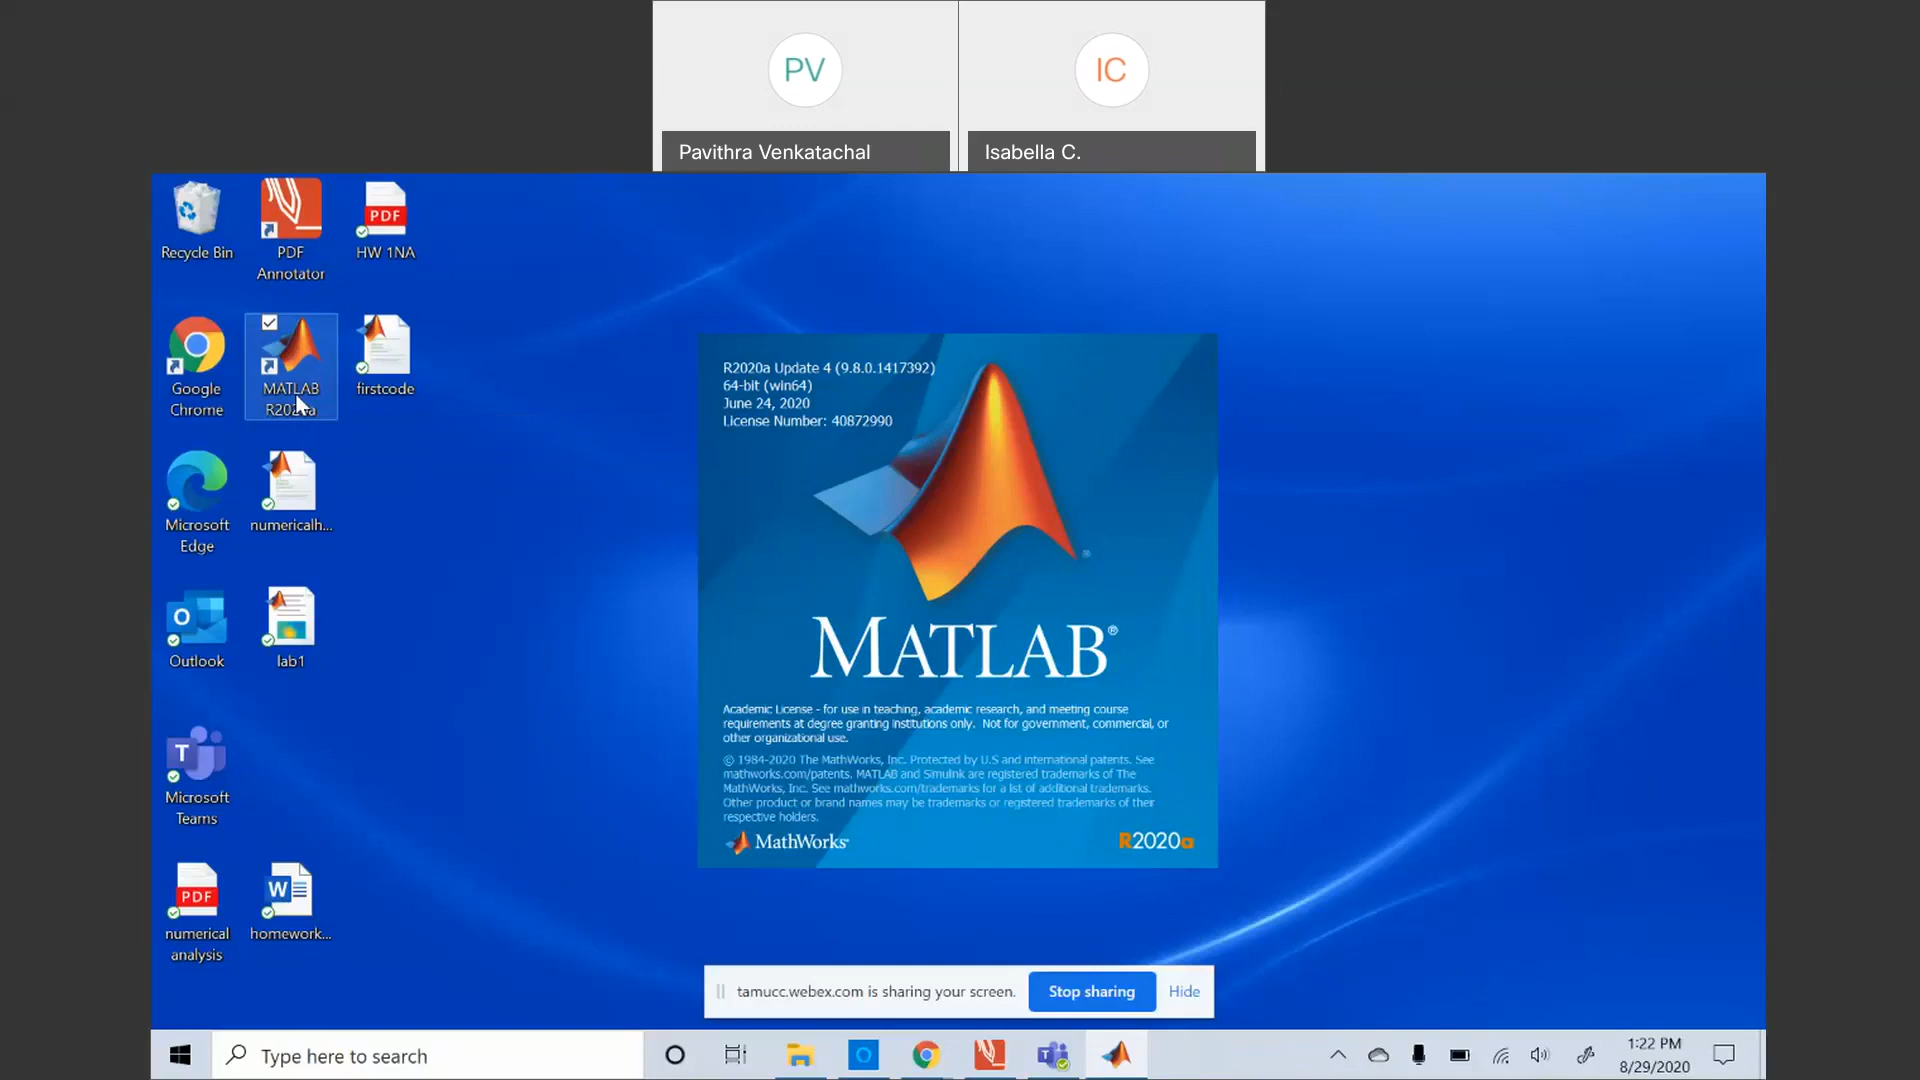 PV
IC
Pavithra Venkatachal
Isabella C.
Recycle Bin
PDF
Annotator
PDF
HW 1NA
Google
Chrome
MATLAB
firstcode
Microsoft
Edge
numericalh...
O
Outlook
lab1
T
Microsoft
Teams
PDF
numerical
analysis
W
homework...
R2020a Update 4 (9.8.0.1417392)
64-bit (win64)
June 24, 2020
License Number: 40872990
MATLAB®
Academic License - for use in teaching, academic research, and meeting course
requirements at degree granting institutions only. Not for government, commercial, or
other organizational use.
© 1984-2020 The MathWorks, Inc. Protected by U.S and international patents. See
mathworks.com/patents. MATLAB and Simulink are registered trademarks of The
MathWorks, Inc. See mathworks.com/trademarks for a list of additional trademarks.
Other product or brand names may be trademarks or registered trademarks of their
respective holders.
MathWorks®
R2020a
tamucc.webex.com is sharing your screen.
Stop sharing
Hide
Type here to search
1:22 PM
8/29/2020